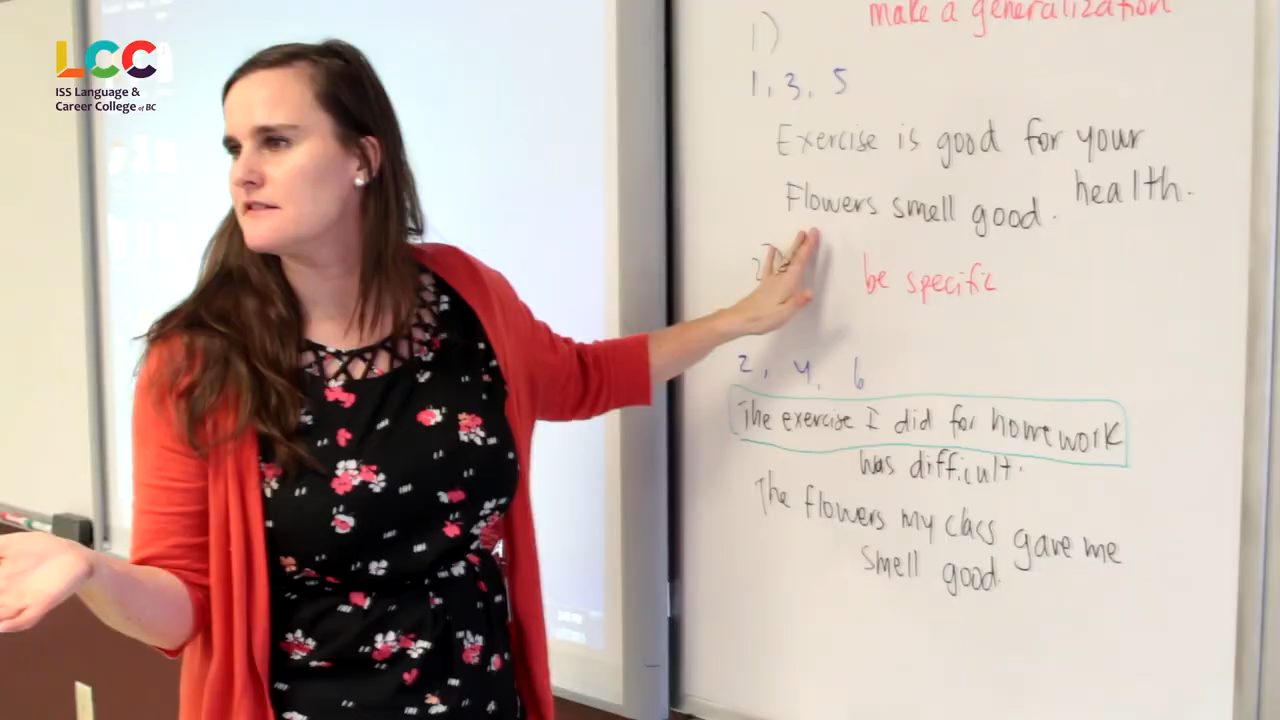 LCC
ISS Language &
Career College of BC
make a generalization
1)
1, 3, 5
Exercise is good for your
health.
Flowers smell good.
be specific
2, 4, 6
The exercise I did for homework
was difficult.
The flowers my class gave me
smell good.